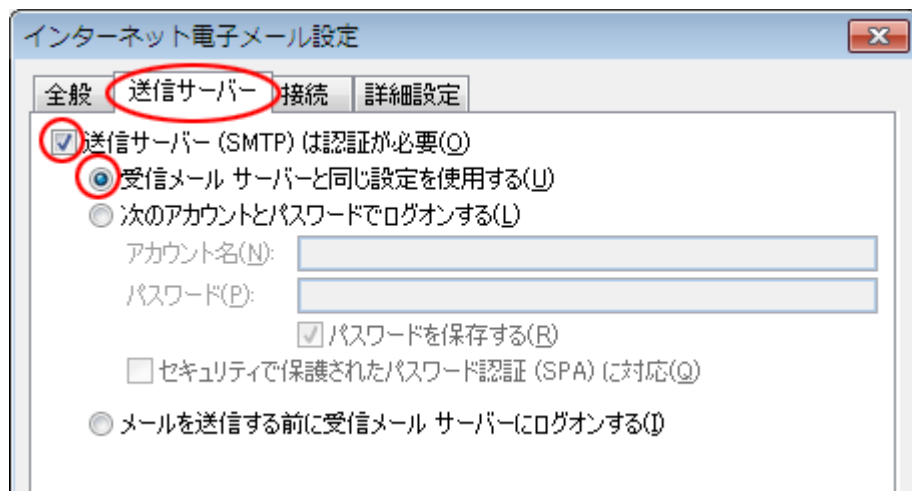 インターネット電子メール設定
全般 送信サーバー 接続 詳細設定
送信サーバー (SMTP) は認証が必要(O)
受信メール サーバーと同じ設定を使用する(U)
次のアカウントとパスワードでログオンする(L)
アカウント名(N):
パスワード(P):
パスワードを保存する(R)
セキュリティで保護されたパスワード認証 (SPA) に対応(Q)
メールを送信する前に受信メール サーバーにログオンする(I)